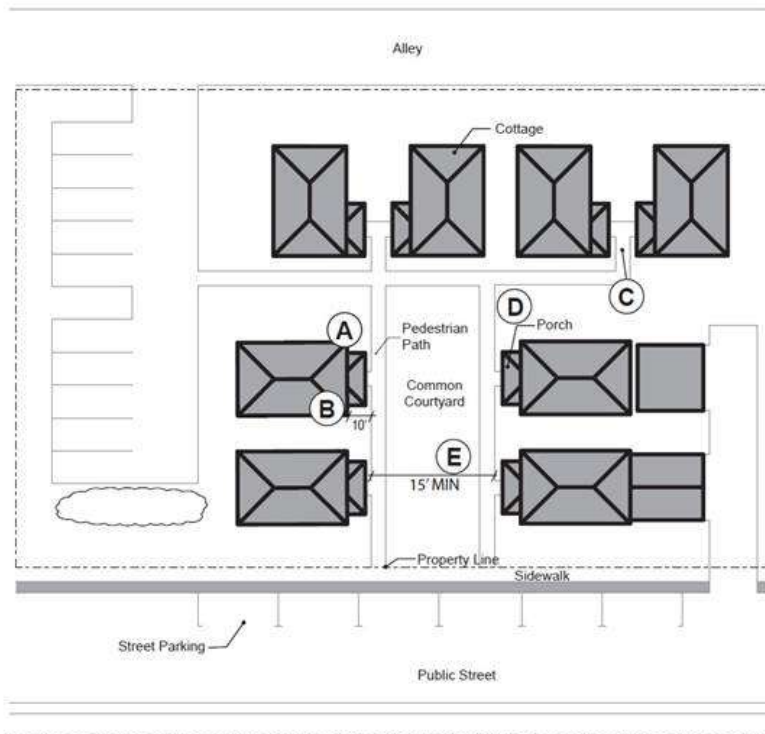 Alley
Cottage
C
D
A
Porch
Pedestrian
Path
Common
Courtyard
B
10'
E
15' MIN
Property Line
Sidewalk
Street Parking
Public Street